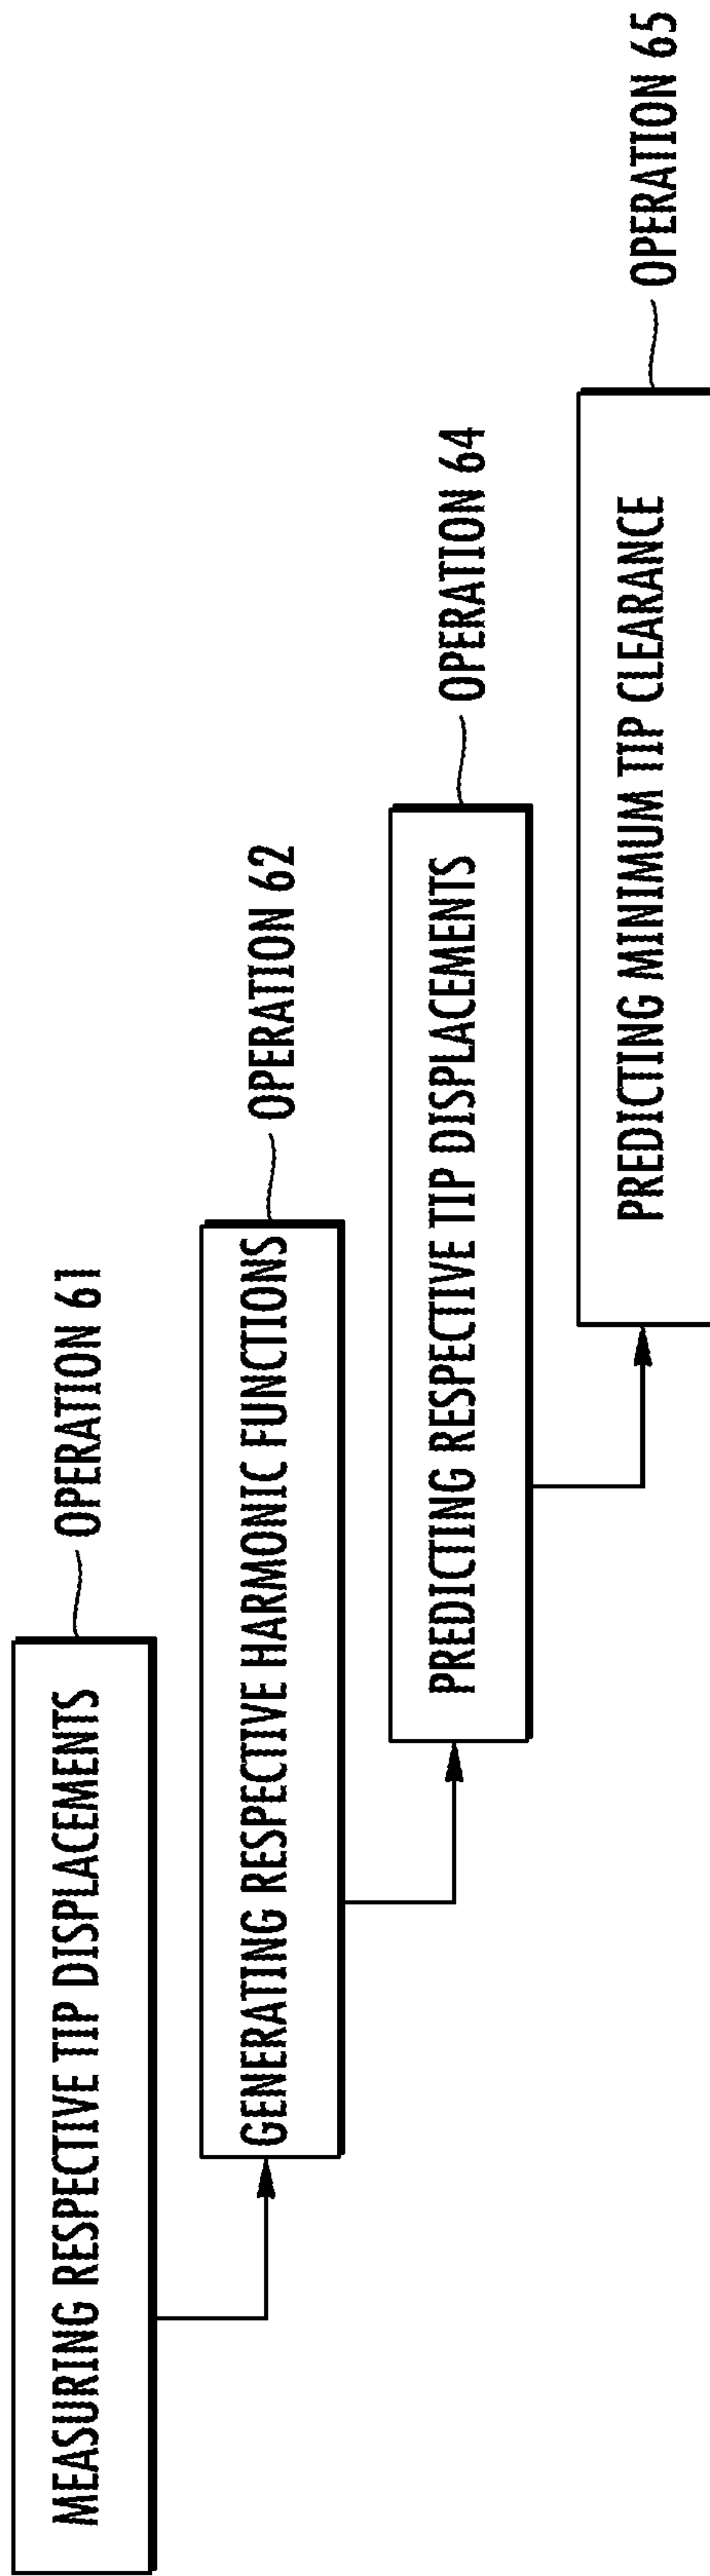 MEASURING RESPECTIVE TIP DISPLACEMENTS
OPERATION 61
GENERATING RESPECTIVE HARMONIC FUNCTIONS
OPERATION 62
PREDICTING RESPECTIVE TIP DISPLACEMENTS
OPERATION 64
PREDICTING MINIMUM TIP CLEARANCE
OPERATION 65